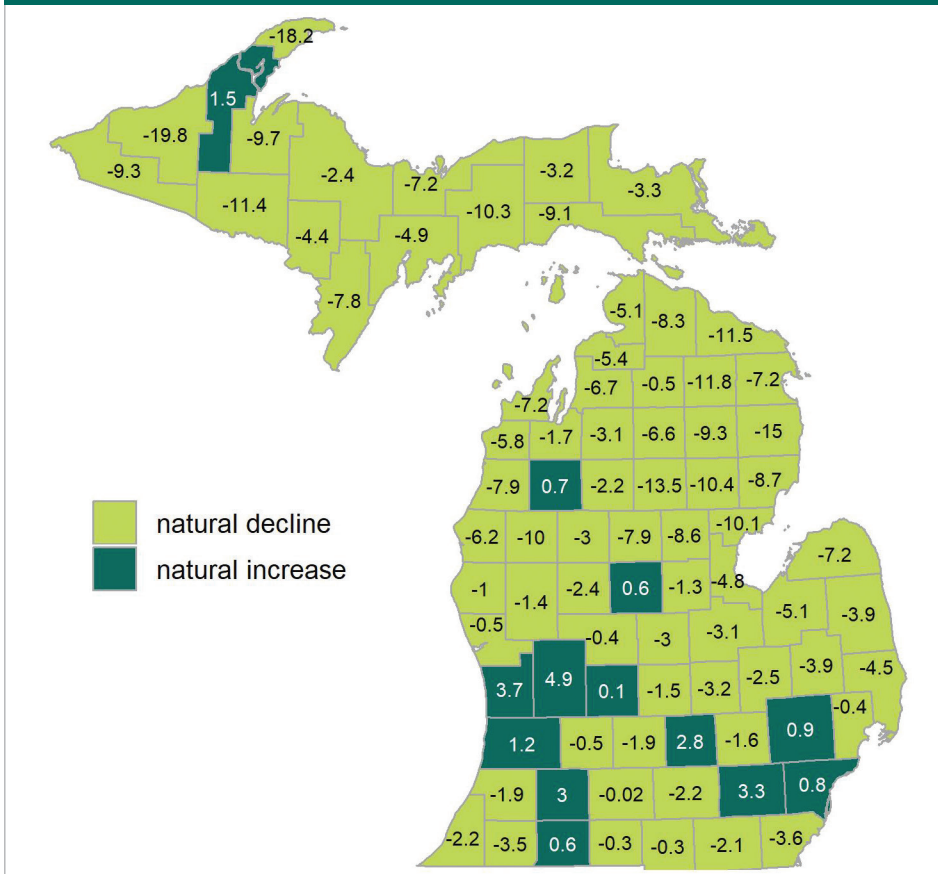 -18.2
1.5
-19.8 -9.7
-9.3 -2.4 -7.2 -3.2 -3.3
-11.4 -10.3 -9.1
-4.4 -4.9
-7.8
-5.1 -8.3 -11.5
-5.4
-6.7 -0.5 -11.8 -7.2
-7.2
-5.8 -1.7 -3.1 -6.6 -9.3 -15
-7.9 0.7 -2.2 -13.5 -10.4 -8.7
natural decline
natural increase
-6.2 -10 -3 -7.9 -8.6 -10.1
-7.2
-1 -1.4 -2.4 0.6 -1.3 -4.8
-5.1 -3.9
-0.5 -0.4 -3 -3.1
3.7 4.9 0.1 -1.5 -3.2 -2.5 -3.9 -4.5
1.2 -0.5 -1.9 2.8 -1.6 0.9 -0.4
-1.9 3 -0.02 -2.2 3.3 0.8
-2.2 -3.5 0.6 -0.3 -0.3 -2.1 -3.6